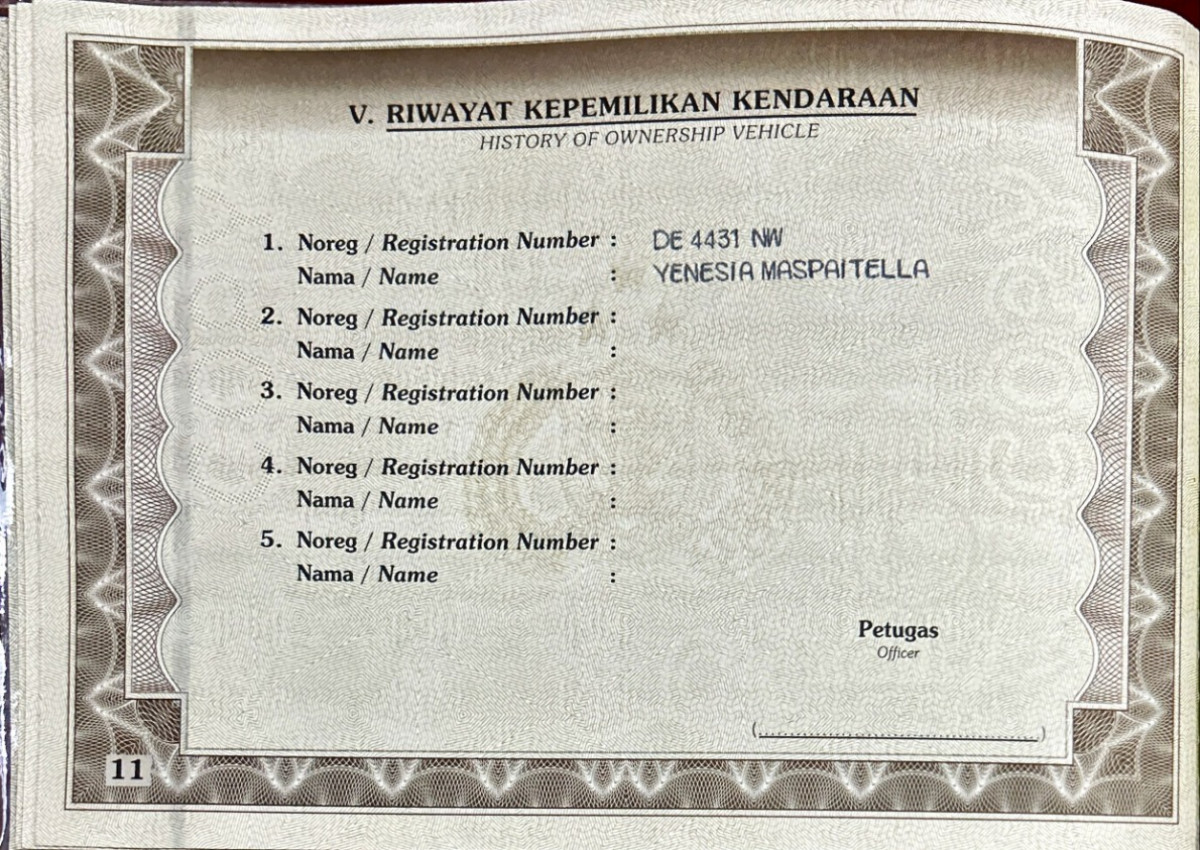 V. RIWAYAT KEPEMILIKAN KENDARAAN
HISTORY OF OWNERSHIP VEHICLE
1. Noreg / Registration Number : DE 4431 NW
Nama / Name : YENESIA MASPAITELLA
2. Noreg / Registration Number :
Nama / Name :
3. Noreg / Registration Number :
Nama / Name :
4. Noreg / Registration Number :
Nama / Name :
5. Noreg / Registration Number :
Nama / Name :
Petugas
Officer
(..................................................)
11